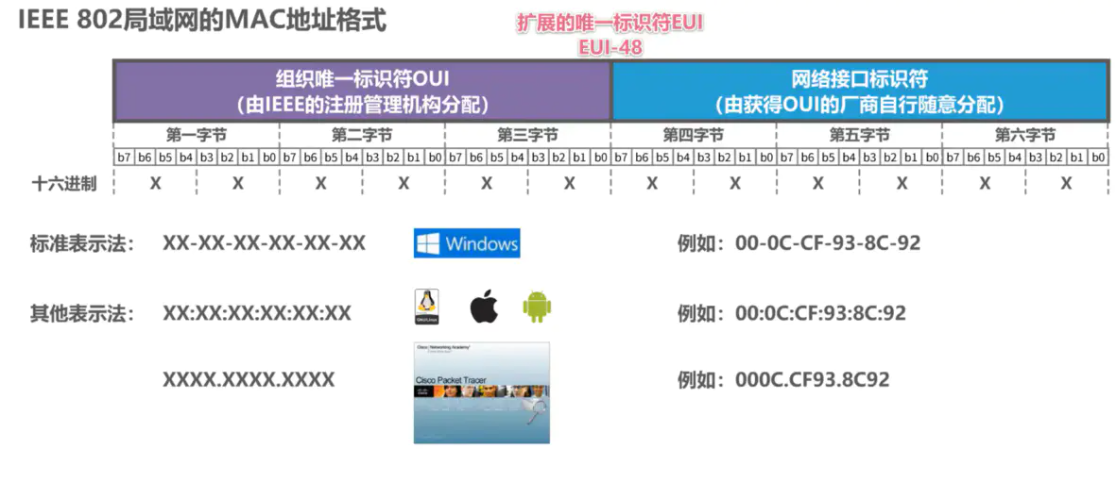 IEEE 802局域网的MAC地址格式
扩展的唯一标识符EUI
EUI-48
组织唯一标识符OUI
（由IEEE的注册管理机构分配）
网络接口标识符
（由获得OUI的厂商自行随意分配）
第一字节 第二字节 第三字节 第四字节 第五字节 第六字节
b7 b6 b5 b4 b3 b2 b1 b0 b7 b6 b5 b4 b3 b2 b1 b0 b7 b6 b5 b4 b3 b2 b1 b0 b7 b6 b5 b4 b3 b2 b1 b0 b7 b6 b5 b4 b3 b2 b1 b0 b7 b6 b5 b4 b3 b2 b1 b0
十六进制 X X X X X X X X X X X X
标准表示法： XX-XX-XX-XX-XX-XX Windows 例如：00-0C-CF-93-8C-92
其他表示法： XX:XX:XX:XX:XX:XX 例如：00:0C:CF:93:8C:92
Cisco Networking Academy
XXXX.XXXX.XXXX Cisco Packet Tracer 例如：000C.CF93.8C92